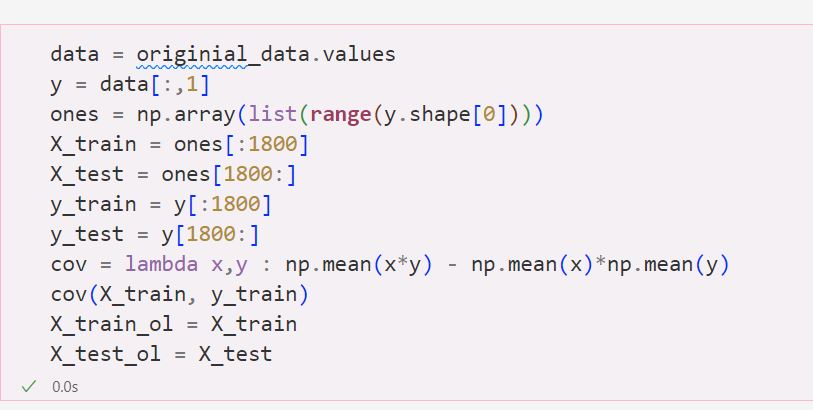 data = originial_data.values
y = data[:,1]
ones = np.array(list(range(y.shape[0])))
X_train = ones[:1800]
X_test = ones[1800:]
y_train = y[:1800]
y_test = y[1800:]
cov = lambda x,y : np.mean(x*y) - np.mean(x)*np.mean(y)
cov(X_train, y_train)
X_train_ol = X_train
X_test_ol = X_test
0.0s